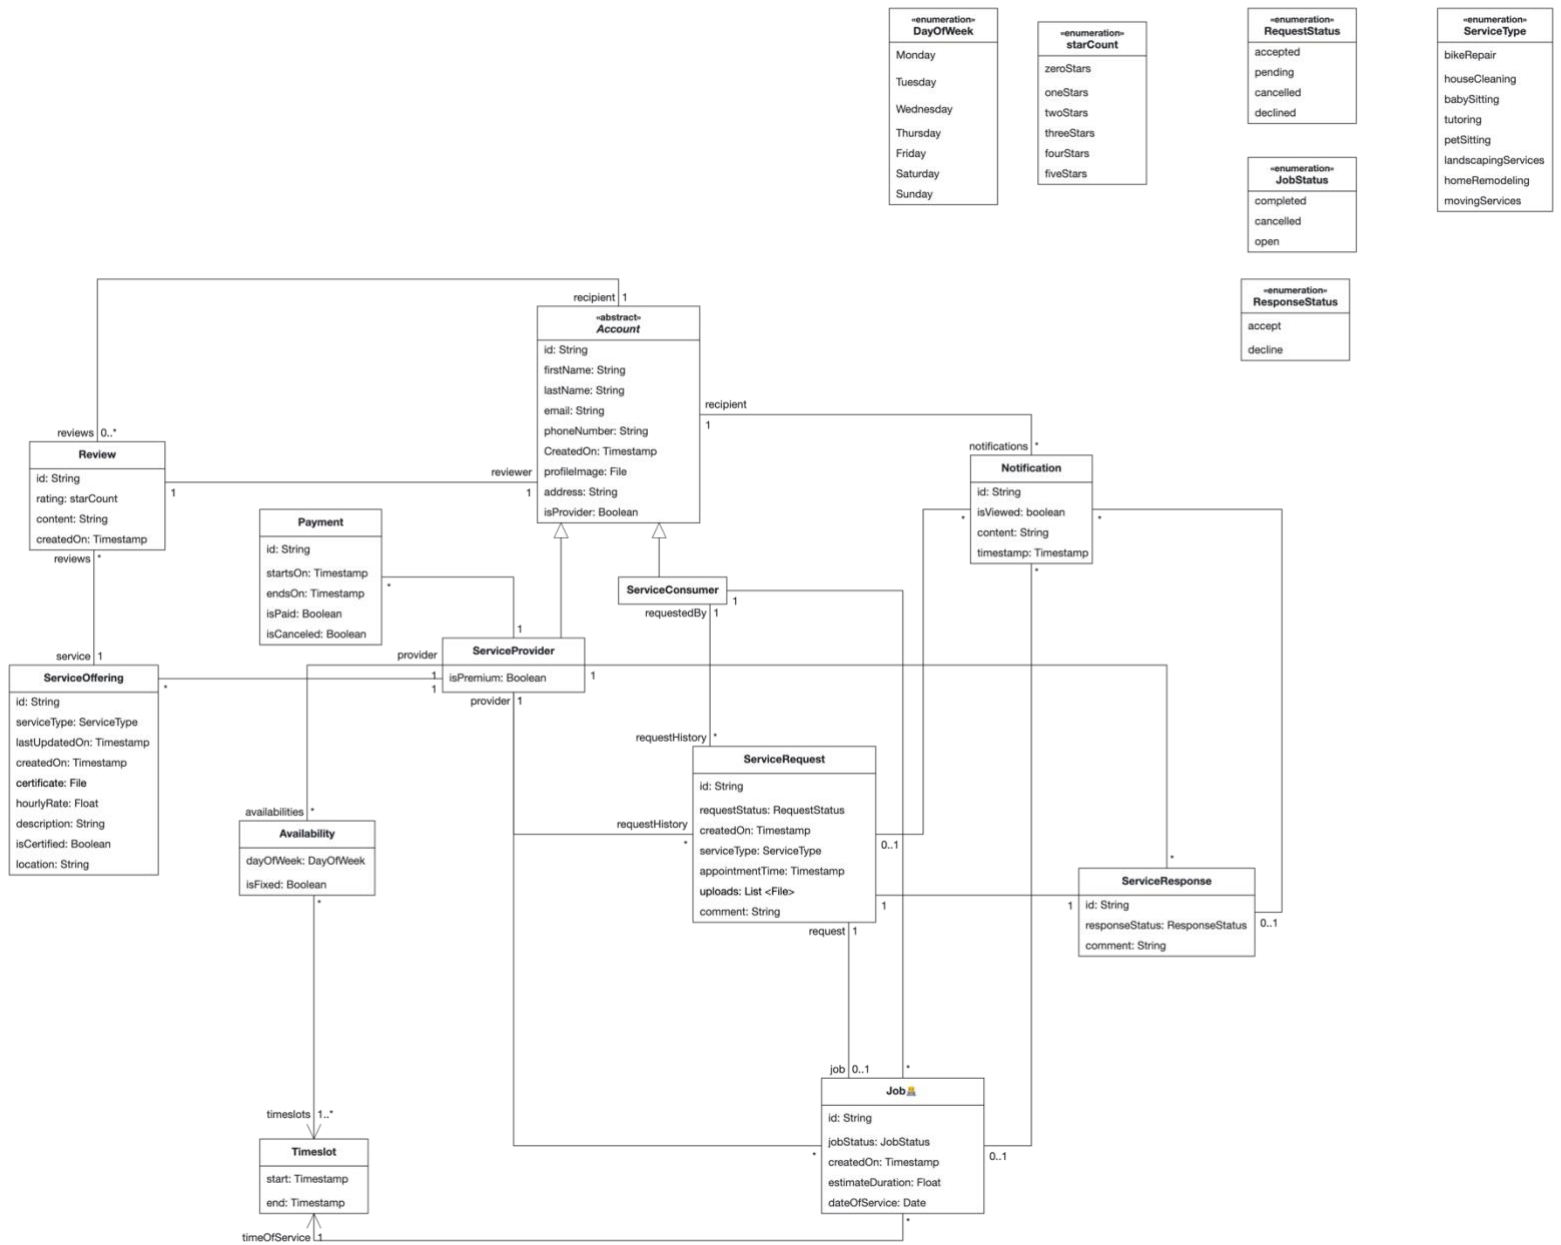 «enumeration»
DayOfWeek
Monday
Tuesday
Wednesday
Thursday
Friday
Saturday
Sunday
«enumeration»
starCount
zeroStars
oneStars
twoStars
threeStars
fourStars
fiveStars
«enumeration»
RequestStatus
accepted
pending
cancelled
declined
«enumeration»
ServiceType
bikeRepair
houseCleaning
babySitting
tutoring
petSitting
landscapingServices
homeRemodeling
movingServices
«enumeration»
JobStatus
completed
cancelled
open
«enumeration»
ResponseStatus
accept
decline
recipient 1
«abstract»
Account
id: String
firstName: String
lastName: String
email: String
phoneNumber: String
CreatedOn: Timestamp
profileImage: File
address: String
isProvider: Boolean
recipient
1
notifications *
reviews 0..*
Review
id: String
rating: starCount
content: String
createdOn: Timestamp
1
reviewer
1
reviews *
Notification
id: String
isViewed: boolean
content: String
timestamp: Timestamp
*
*
*
Payment
id: String
startsOn: Timestamp
endsOn: Timestamp
isPaid: Boolean
isCanceled: Boolean
*
1
ServiceConsumer
1
requestedBy 1
service 1
ServiceOffering
id: String
serviceType: ServiceType
lastUpdatedOn: Timestamp
createdOn: Timestamp
certificate: File
hourlyRate: Float
description: String
isCertified: Boolean
location: String
*
provider
1
1
ServiceProvider
isPremium: Boolean
1
provider 1
requestHistory *
ServiceRequest
id: String
requestStatus: RequestStatus
createdOn: Timestamp
serviceType: ServiceType
appointmentTime: Timestamp
uploads: List <File>
comment: String
requestHistory
*
0..1
1
1
request 1
availabilities *
Availability
dayOfWeek: DayOfWeek
isFixed: Boolean
*
*
ServiceResponse
id: String
responseStatus: ResponseStatus
comment: String
0..1
job 0..1
*
Job
id: String
jobStatus: JobStatus
createdOn: Timestamp
estimateDuration: Float
dateOfService: Date
*
0..1
*
timeslots 1..*
Timeslot
start: Timestamp
end: Timestamp
timeOfService 1